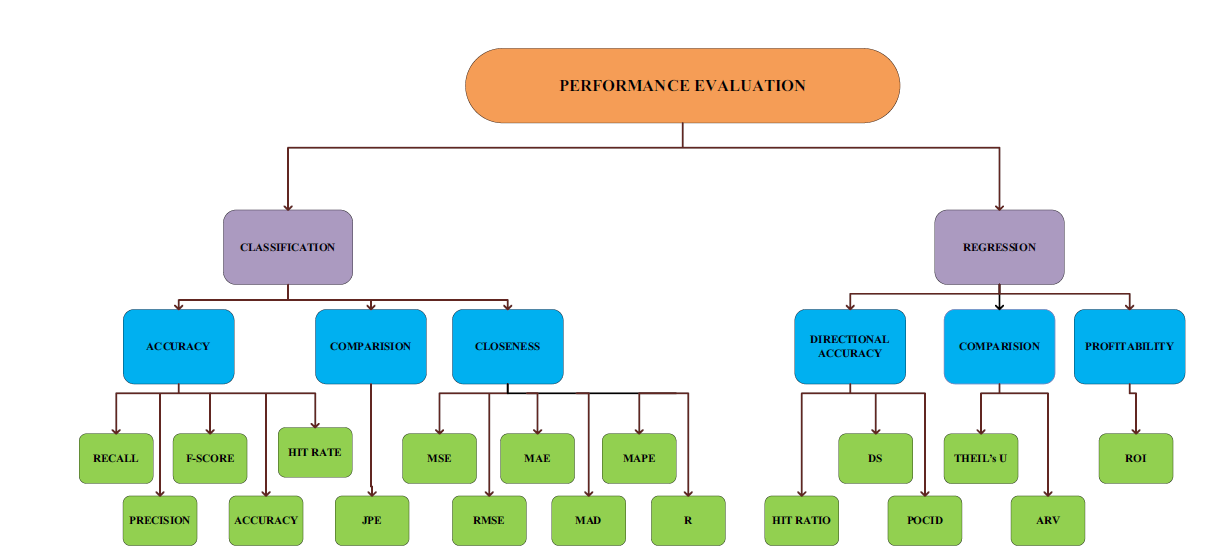 PERFORMANCE EVALUATION
CLASSIFICATION
REGRESSION
ACCURACY
COMPARISION
CLOSENESS
DIRECTIONAL
ACCURACY
COMPARISION
PROFITABILITY
RECALL
F-SCORE
HIT RATE
MSE
MAE
MAPE
DS
THEIL's U
ROI
PRECISION
ACCURACY
JPE
RMSE
MAD
R
HIT RATIO
POCID
ARV